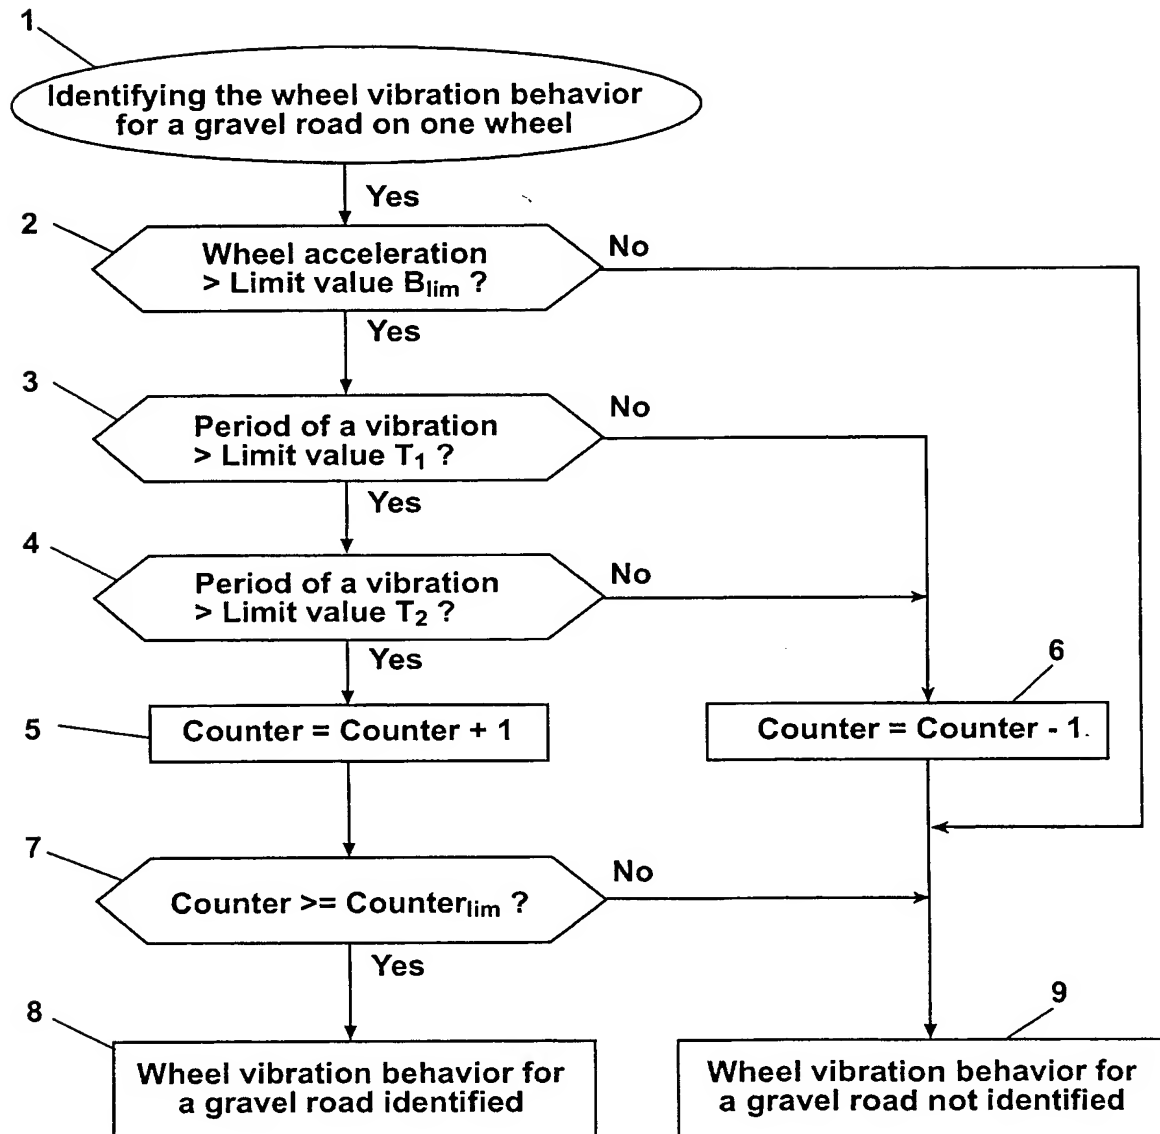 1
Identifying the wheel vibration behavior
for a gravel road on one wheel
Yes
2
Wheel acceleration
> Limit value Blim ?
No
Yes
3
Period of a vibration
> Limit value T1 ?
No
Yes
4
Period of a vibration
> Limit value T2 ?
No
Yes
5
Counter = Counter + 1
6
Counter = Counter - 1
7
Counter >= Counterlim ?
No
Yes
8
Wheel vibration behavior for
a gravel road identified
9
Wheel vibration behavior for
a gravel road not identified